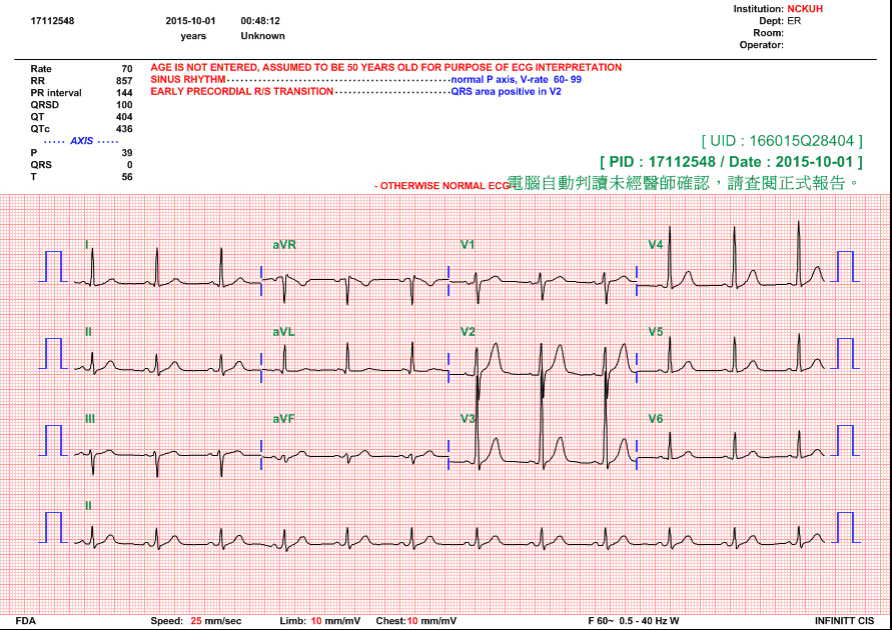 Institution: NCKUH
17112548 2015-10-01 00:48:12 Dept: ER
years Unknown Room:
Operator:
Rate 70 AGE IS NOT ENTERED, ASSUMED TO BE 50 YEARS OLD FOR PURPOSE OF ECG INTERPRETATION
RR 857 SINUS RHYTHM--------------------normal P axis, V-rate 60- 99
PR interval 144 EARLY PRECORDIAL R/S TRANSITION--------------------QRS area positive in V2
QRSD 100
QT 404
QTc 436
----- AXIS -----
P 39
QRS 0
T 56
[ UID : 166015Q28404 ]
[ PID : 17112548 / Date : 2015-10-01 ]
- OTHERWISE NORMAL ECG 電腦自動判讀未經醫師確認，請查閱正式報告。
I aVR V1 V4
II aVL V2 V5
III aVF V3 V6
II
FDA Speed: 25 mm/sec Limb: 10 mm/mV Chest: 10 mm/mV F 60~ 0.5 - 40 Hz W INFINITT CIS